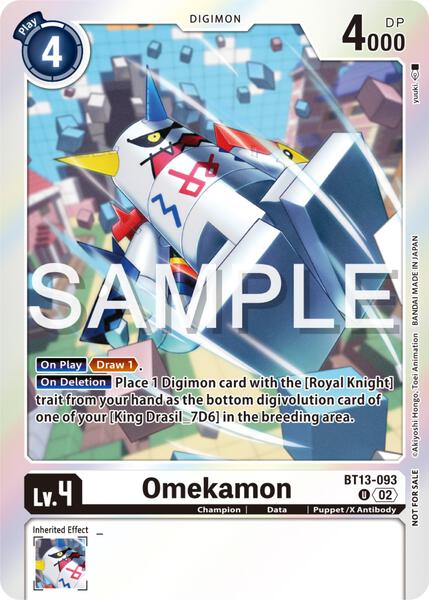 DIGIMON
Play
4
DP
4000
yuuki
SAMPLE
On Play Draw 1 .
On Deletion Place 1 Digimon card with the [Royal Knight]
trait from your hand as the bottom digivolution card of
one of your [King Drasil_7D6] in the breeding area.
©Akiyoshi Hongo, Toei Animation BANDAI MADE IN JAPAN
NOT FOR SALE
Lv.4
Omekamon
BT13-093
U 02
Champion Data Puppet /X Antibody
Inherited Effect
–